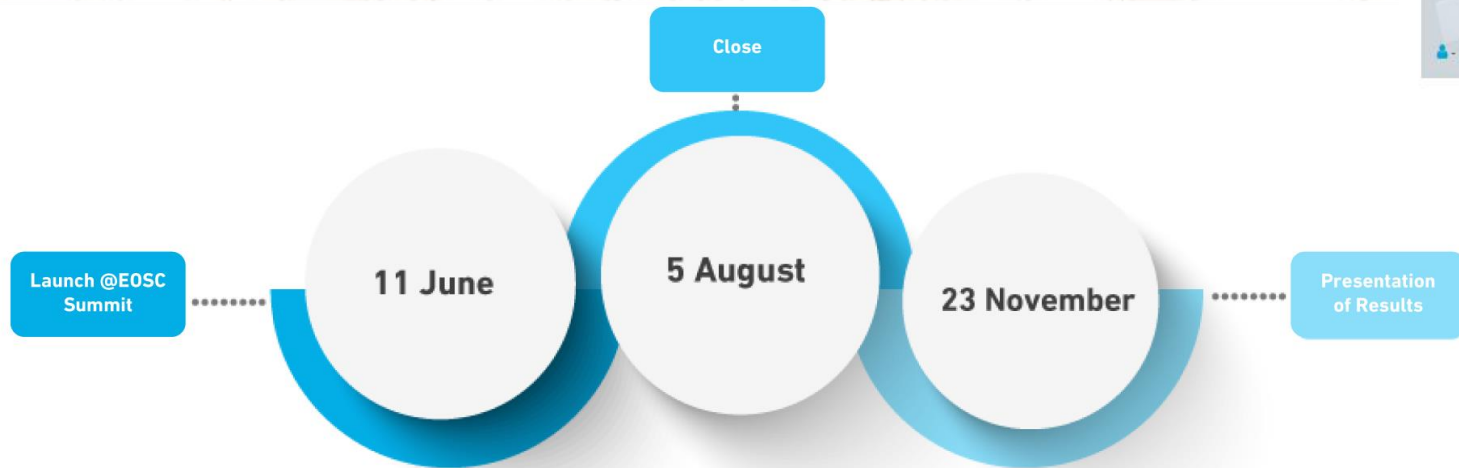 Close
Launch @EOSC
Summit
11 June
5 August
23 November
Presentation
of Results